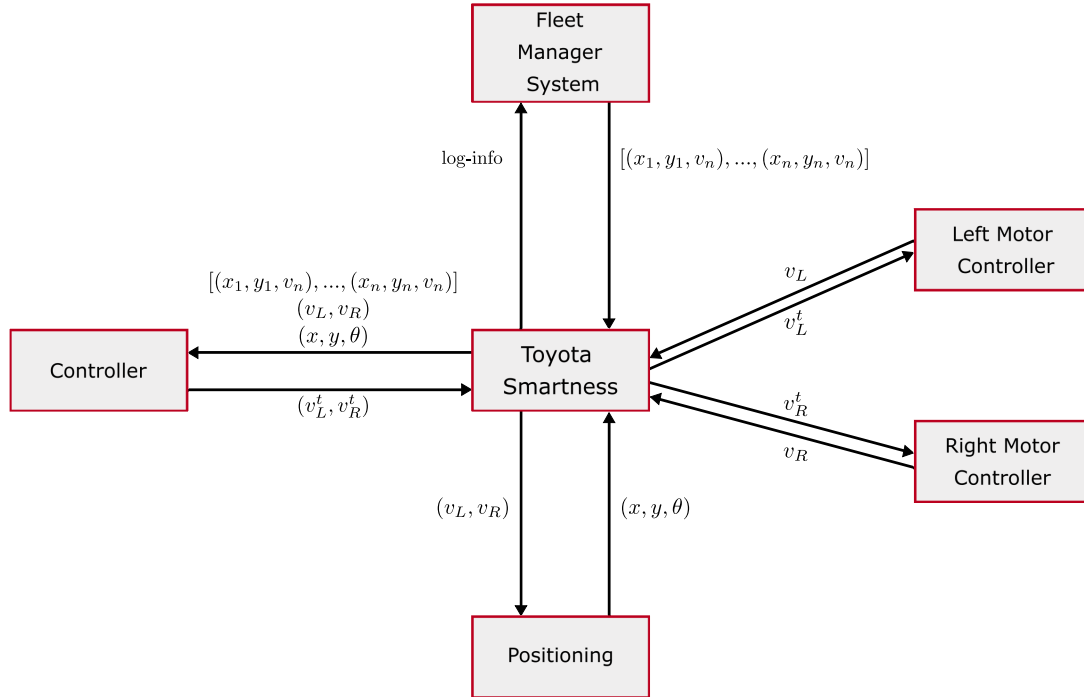 Fleet
Manager
System
log-info
[(x_1, y_1, v_n), ..., (x_n, y_n, v_n)]
Left Motor
Controller
v_L
v_L^t
[(x_1, y_1, v_n), ..., (x_n, y_n, v_n)]
(v_L, v_R)
(x, y, θ)
Controller
(v_L^t, v_R^t)
Toyota
Smartness
v_R^t
v_R
Right Motor
Controller
(v_L, v_R)
(x, y, θ)
Positioning